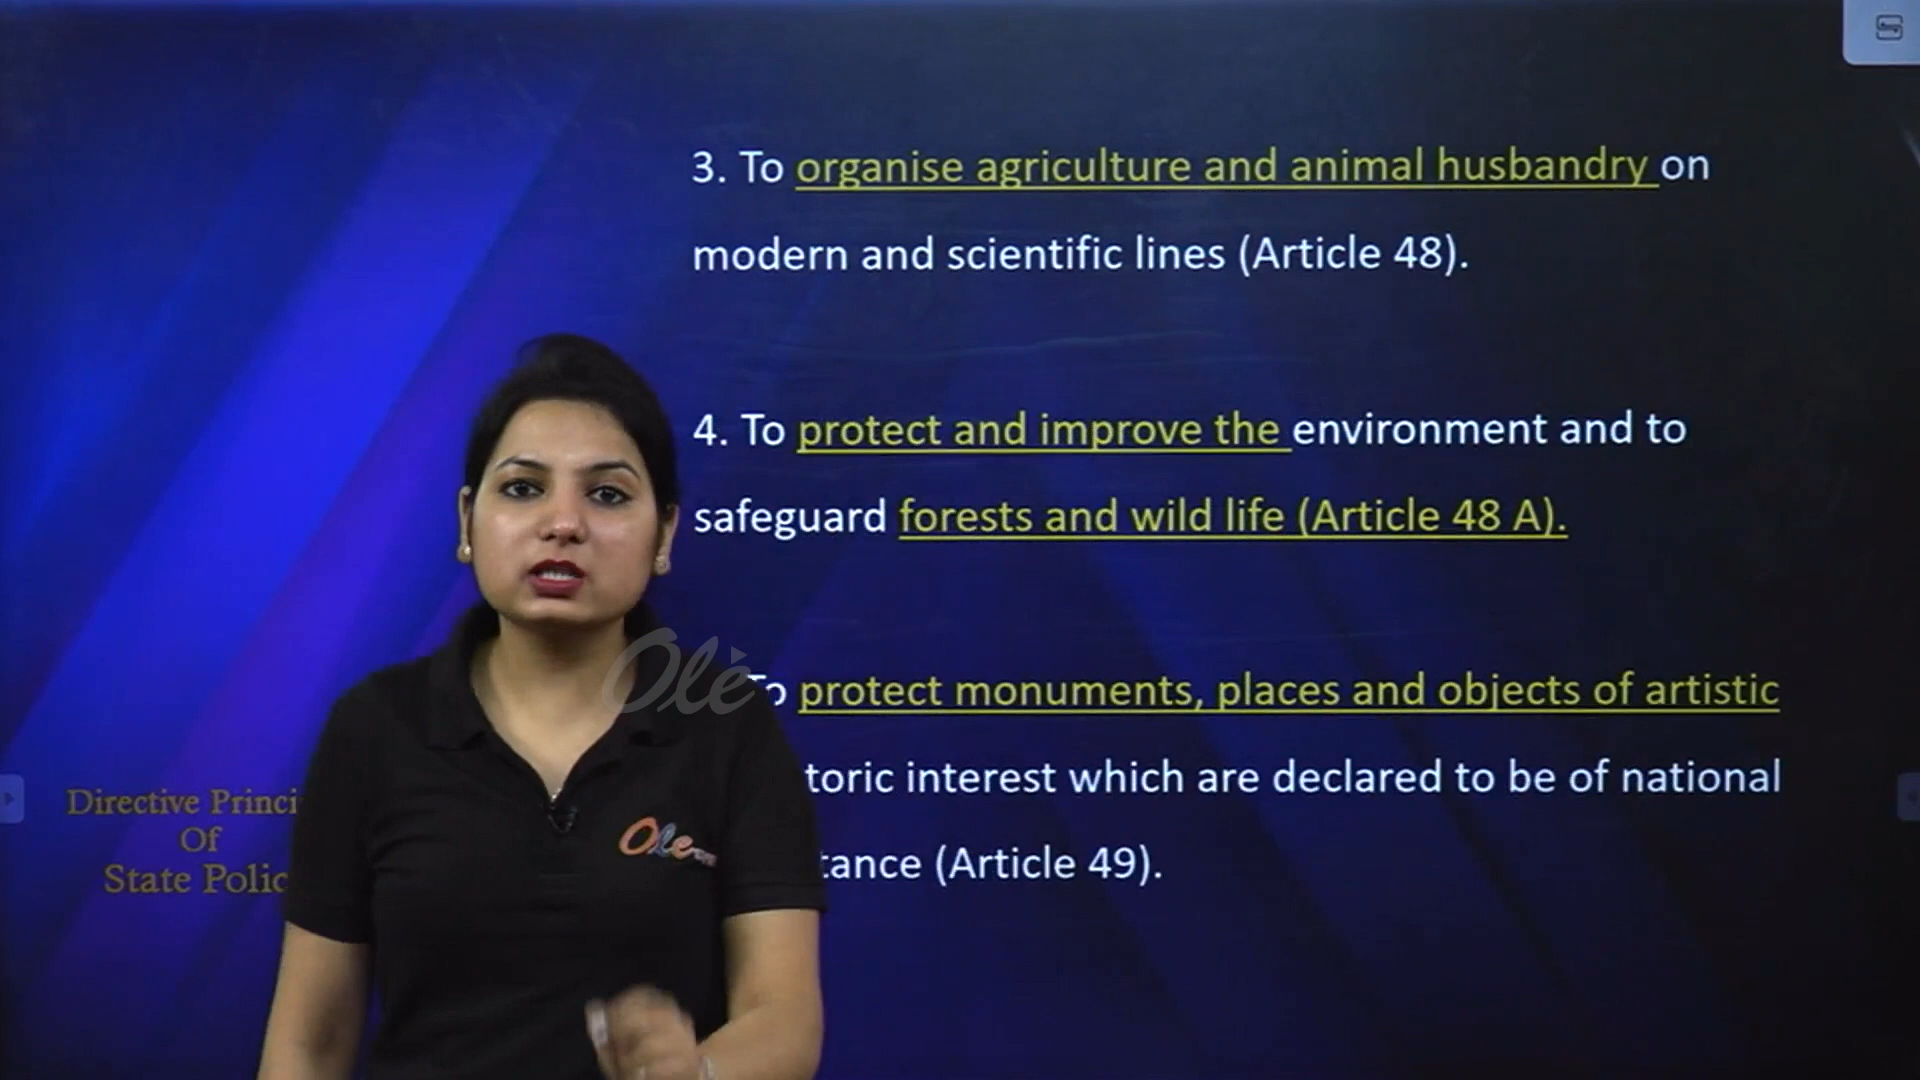 3. To organise agriculture and animal husbandry on
modern and scientific lines (Article 48).
4. To protect and improve the environment and to
safeguard forests and wild life (Article 48 A).
To protect monuments, places and objects of artistic
toric interest which are declared to be of national
tance (Article 49).
Olé
Directive Princi
Of
State Polic
Ole